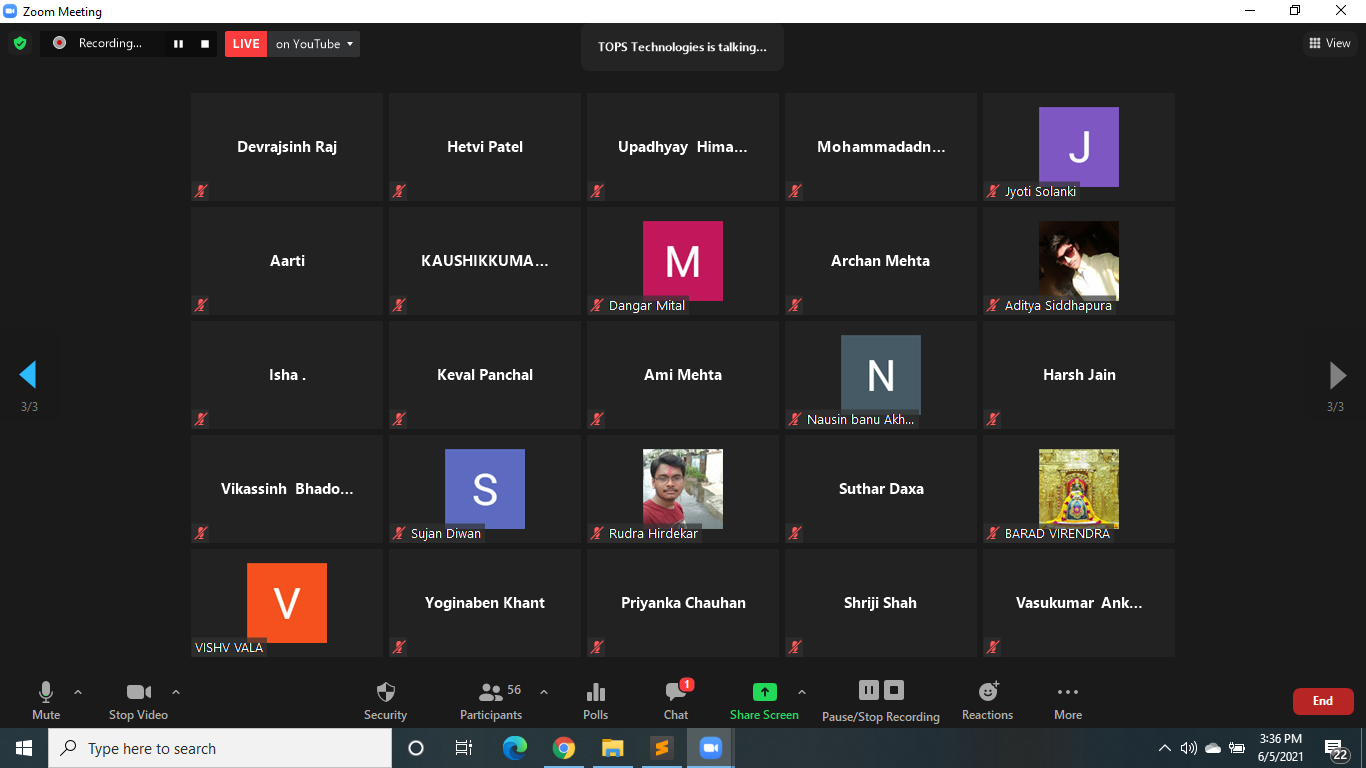 Zoom Meeting
Recording...
LIVE on YouTube
TOPS Technologies is talking...
View
Devrajsinh Raj
Hetvi Patel
Upadhyay Hima...
Mohammadadn...
J
Jyoti Solanki
Aarti
KAUSHIKKUMA...
M
Dangar Mital
Archan Mehta
Aditya Siddhapura
3/3
Isha .
Keval Panchal
Ami Mehta
N
Nausin banu Akh...
Harsh Jain
3/3
Vikassinh Bhado...
S
Sujan Diwan
Rudra Hirdekar
Suthar Daxa
BARAD VIRENDRA
V
VISHV VALA
Yoginaben Khant
Priyanka Chauhan
Shriji Shah
Vasukumar Ank...
Mute
Stop Video
Security
56
Participants
Polls
1
Chat
Share Screen
Pause/Stop Recording
Reactions
More
End
Type here to search
3:36 PM
6/5/2021
22